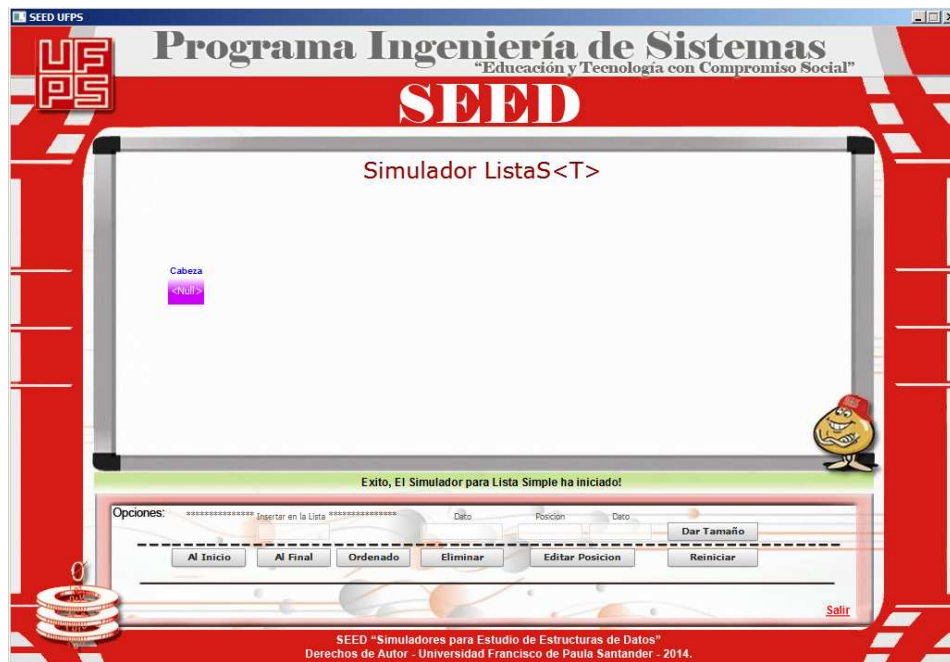 SEED UFPS
UFPS
Programa Ingeniería de Sistemas
“Educación y Tecnología con Compromiso Social”
SEED
Simulador ListaS<T>
Cabeza
<Null>
Exito, El Simulador para Lista Simple ha iniciado!
Opciones: *************** Insertar en la Lista *************** Dato Posición Dato
Dar Tamaño
Al Inicio Al Final Ordenado Eliminar Editar Posicion Reiniciar
Salir
SEED “Simuladores para Estudio de Estructuras de Datos”
Derechos de Autor - Universidad Francisco de Paula Santander - 2014.